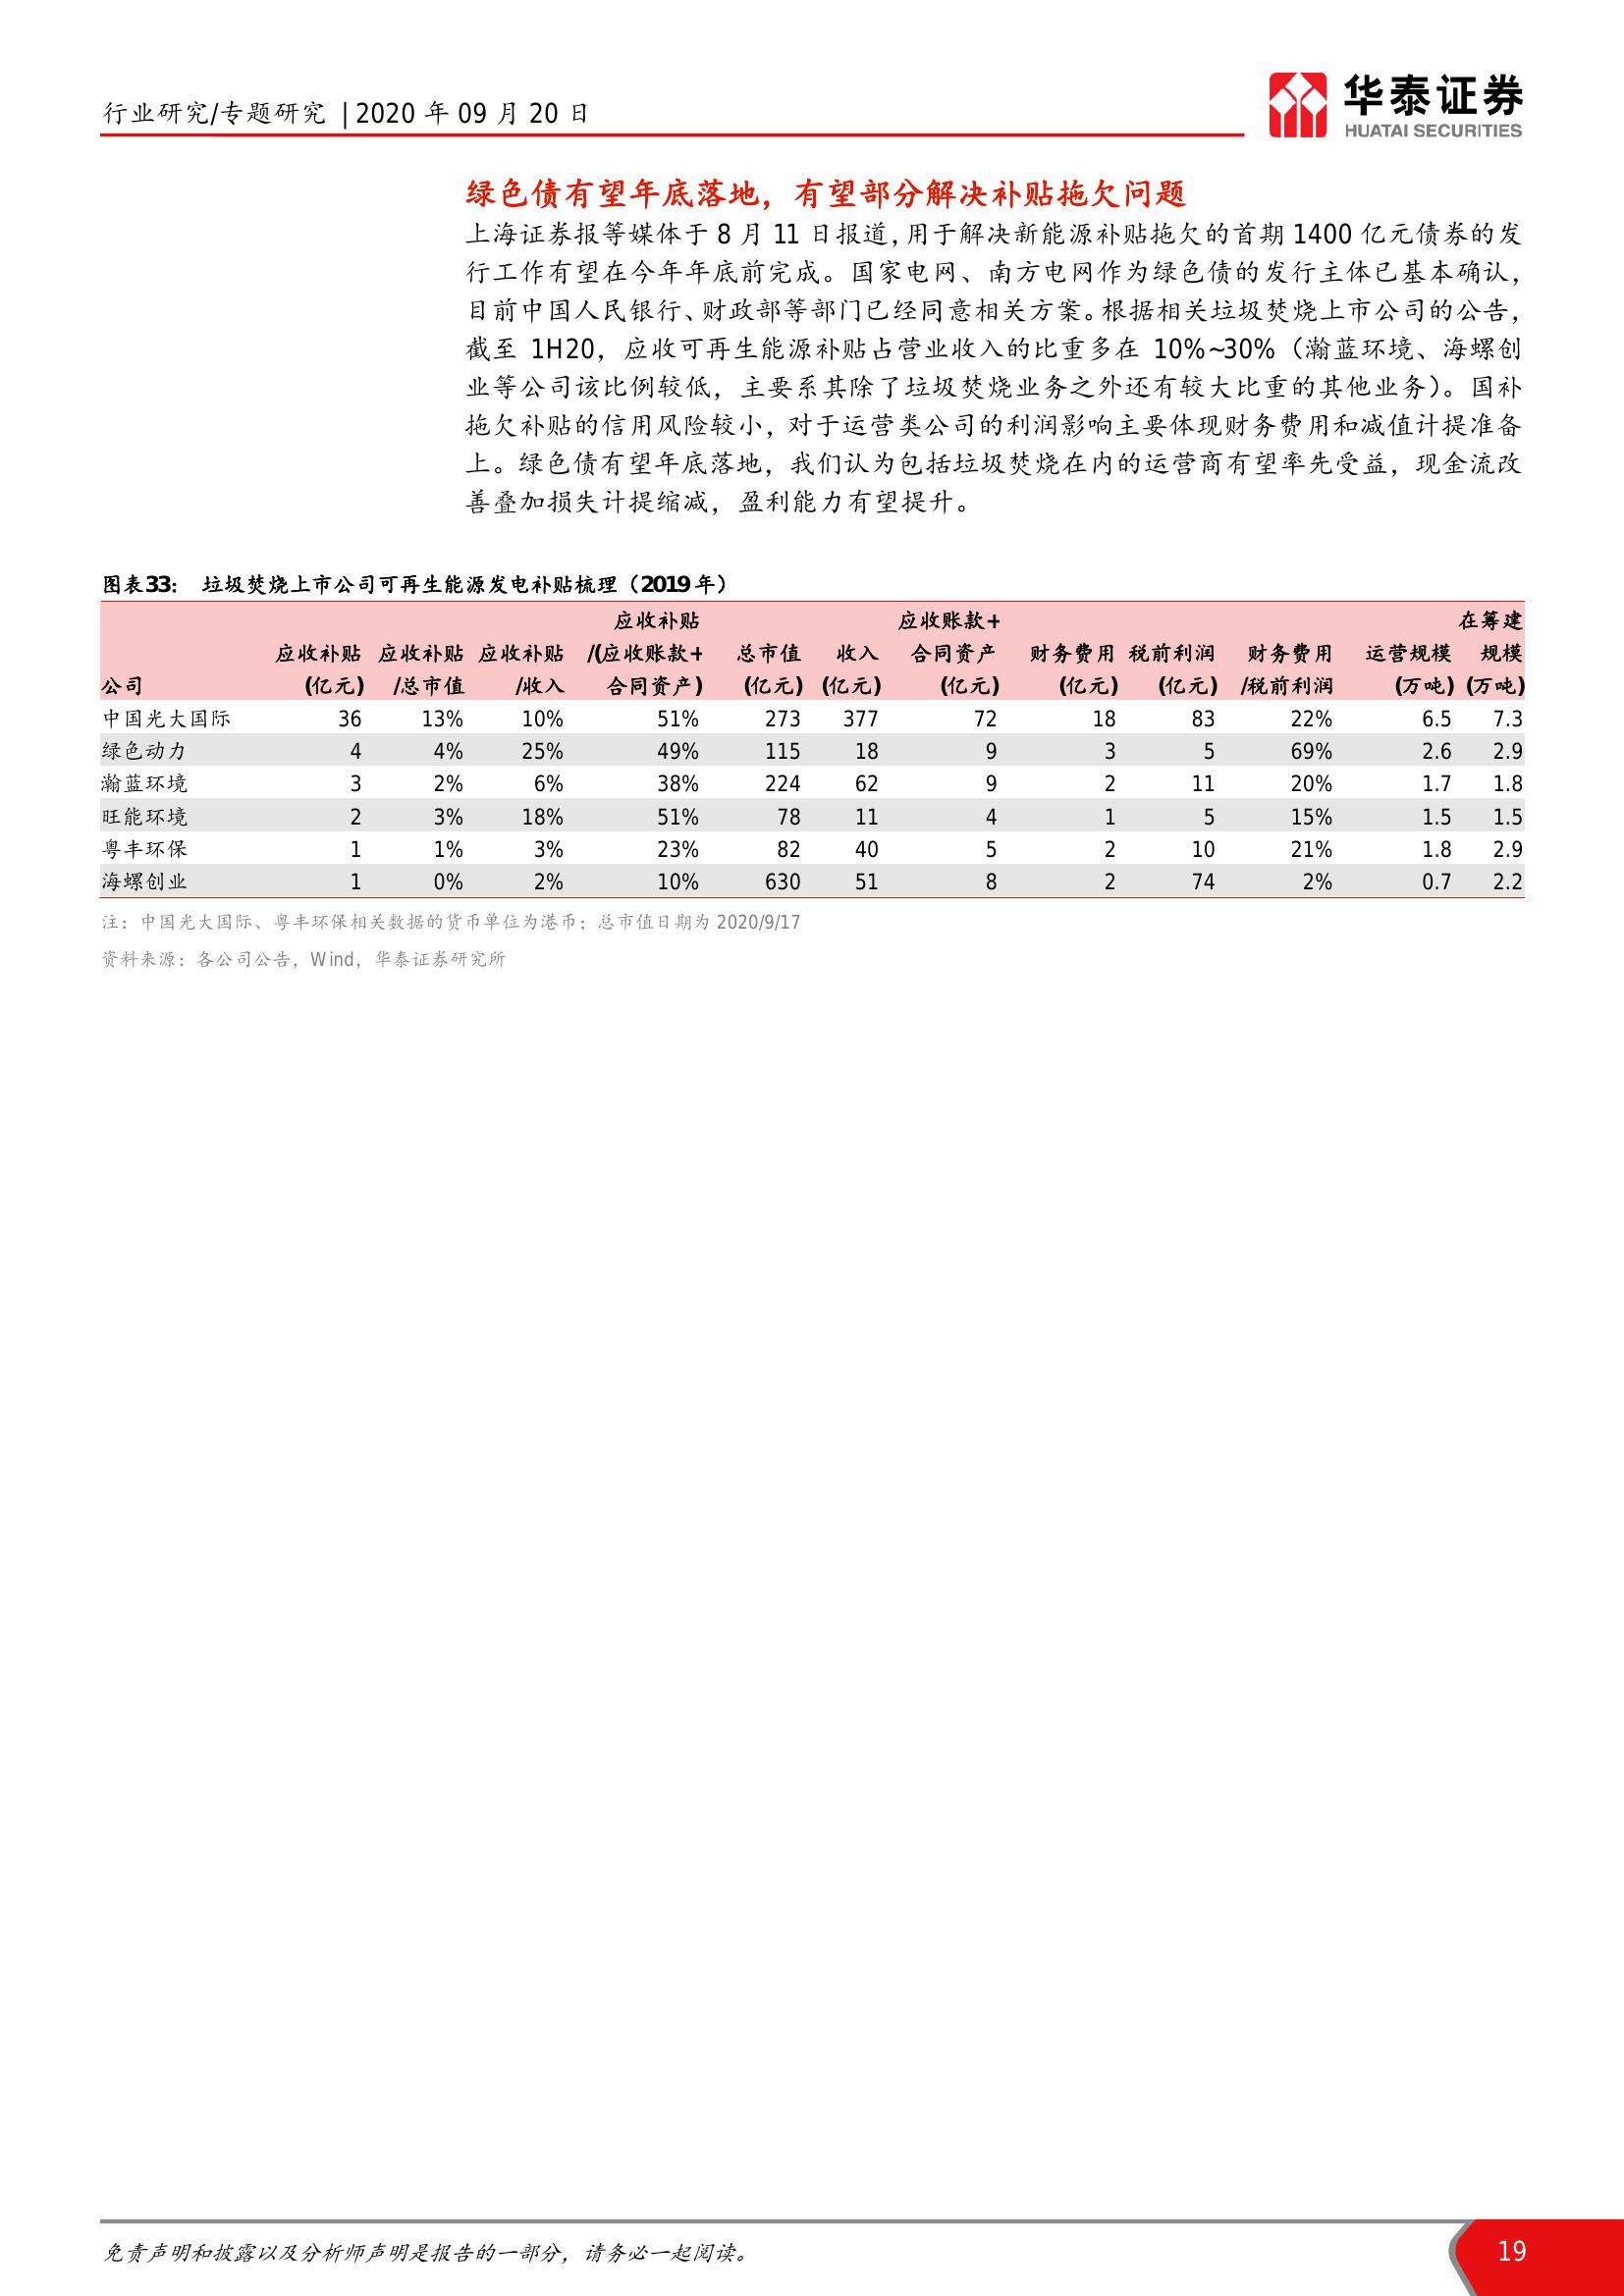 行业研究/专题研究 | 2020 年 09 月 20 日
华泰证券
HUATAI SECURITIES
绿色债有望年底落地，有望部分解决补贴拖欠问题
上海证券报等媒体于 8 月 11 日报道，用于解决新能源补贴拖欠的首期 1400 亿元债券的发
行工作有望在今年年底前完成。国家电网、南方电网作为绿色债的发行主体已基本确认，
目前中国人民银行、财政部等部门已经同意相关方案。根据相关垃圾焚烧上市公司的公告，
截至 1H20，应收可再生能源补贴占营业收入的比重多在 10%~30%（瀚蓝环境、海螺创
业等公司该比例较低，主要系其除了垃圾焚烧业务之外还有较大比重的其他业务）。国补
拖欠补贴的信用风险较小，对于运营类公司的利润影响主要体现财务费用和减值计提准备
上。绿色债有望年底落地，我们认为包括垃圾焚烧在内的运营商有望率先受益，现金流改
善叠加损失计提缩减，盈利能力有望提升。
图表33： 垃圾焚烧上市公司可再生能源发电补贴梳理（2019 年）
应收补贴 应收账款+ 在筹建
应收补贴 应收补贴 应收补贴 /(应收账款+ 总市值 收入 合同资产 财务费用 税前利润 财务费用 运营规模 规模
公司 (亿元) /总市值 /收入 合同资产) (亿元) (亿元) (亿元) (亿元) (亿元) /税前利润 (万吨) (万吨)
中国光大国际 36 13% 10% 51% 273 377 72 18 83 22% 6.5 7.3
绿色动力 4 4% 25% 49% 115 18 9 3 5 69% 2.6 2.9
瀚蓝环境 3 2% 6% 38% 224 62 9 2 11 20% 1.7 1.8
旺能环境 2 3% 18% 51% 78 11 4 1 5 15% 1.5 1.5
粤丰环保 1 1% 3% 23% 82 40 5 2 10 21% 1.8 2.9
海螺创业 1 0% 2% 10% 630 51 8 2 74 2% 0.7 2.2
注：中国光大国际、粤丰环保相关数据的货币单位为港币；总市值日期为 2020/9/17
资料来源：各公司公告，Wind，华泰证券研究所
免责声明和披露以及分析师声明是报告的一部分，请务必一起阅读。
19